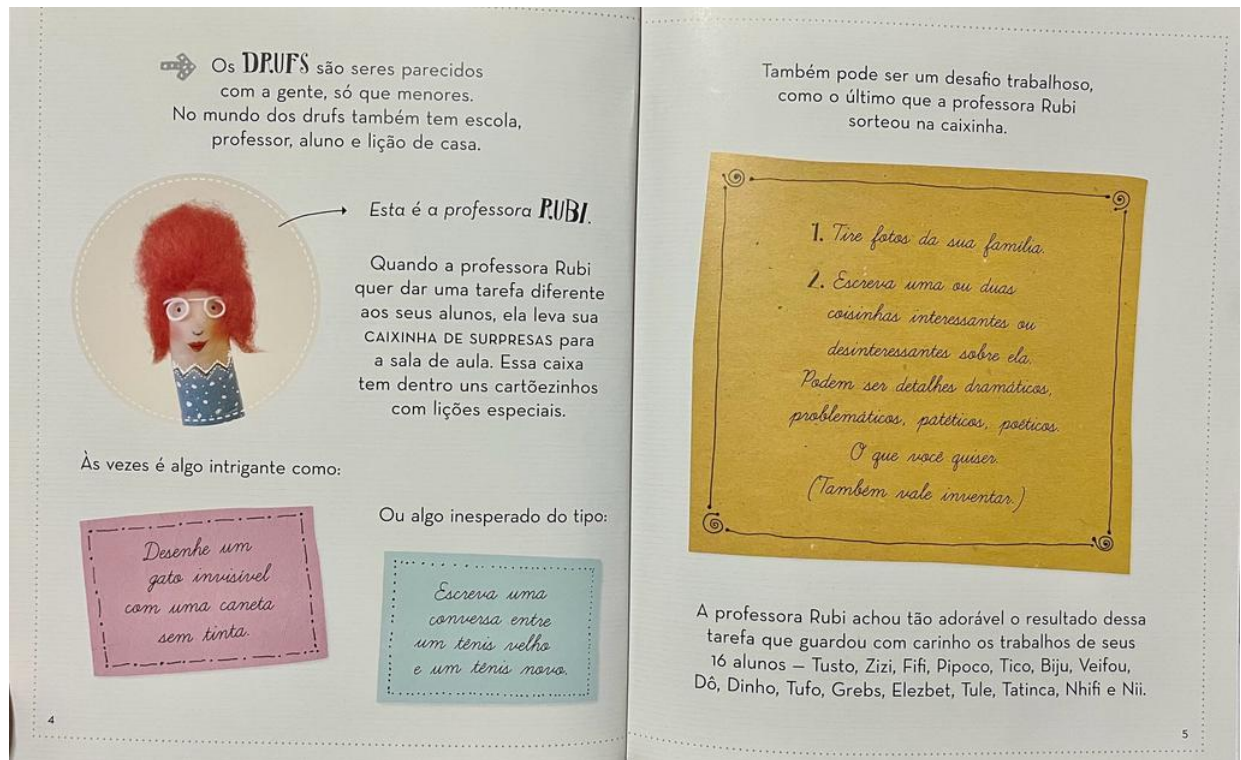 Os DRUFS são seres parecidos
com a gente, só que menores.
No mundo dos drufs também tem escola,
professor, aluno e lição de casa.
Esta é a professora RUBI.
Quando a professora Rubi
quer dar uma tarefa diferente
aos seus alunos, ela leva sua
CAIXINHA DE SURPRESAS para
a sala de aula. Essa caixa
tem dentro uns cartõezinhos
com lições especiais.
Às vezes é algo intrigante como:
Desenhe um
gato invisível
com uma caneta
sem tinta.
Ou algo inesperado do tipo:
Escreva uma
conversa entre
um tênis velho
e um tênis novo.
4
Também pode ser um desafio trabalhoso,
como o último que a professora Rubi
sorteou na caixinha.
1. Tire fotos da sua família.
2. Escreva uma ou duas
coisinhas interessantes ou
desinteressantes sobre ela.
Podem ser detalhes dramáticos,
problemáticos, patéticos, poéticos.
O que você quiser.
(Também vale inventar.)
A professora Rubi achou tão adorável o resultado dessa
tarefa que guardou com carinho os trabalhos de seus
16 alunos — Tusto, Zizi, Fifi, Pipoco, Tico, Biju, Veifou,
Dô, Dinho, Tufo, Grebs, Elezbet, Tule, Tatinca, Nhifi e Nii.
5